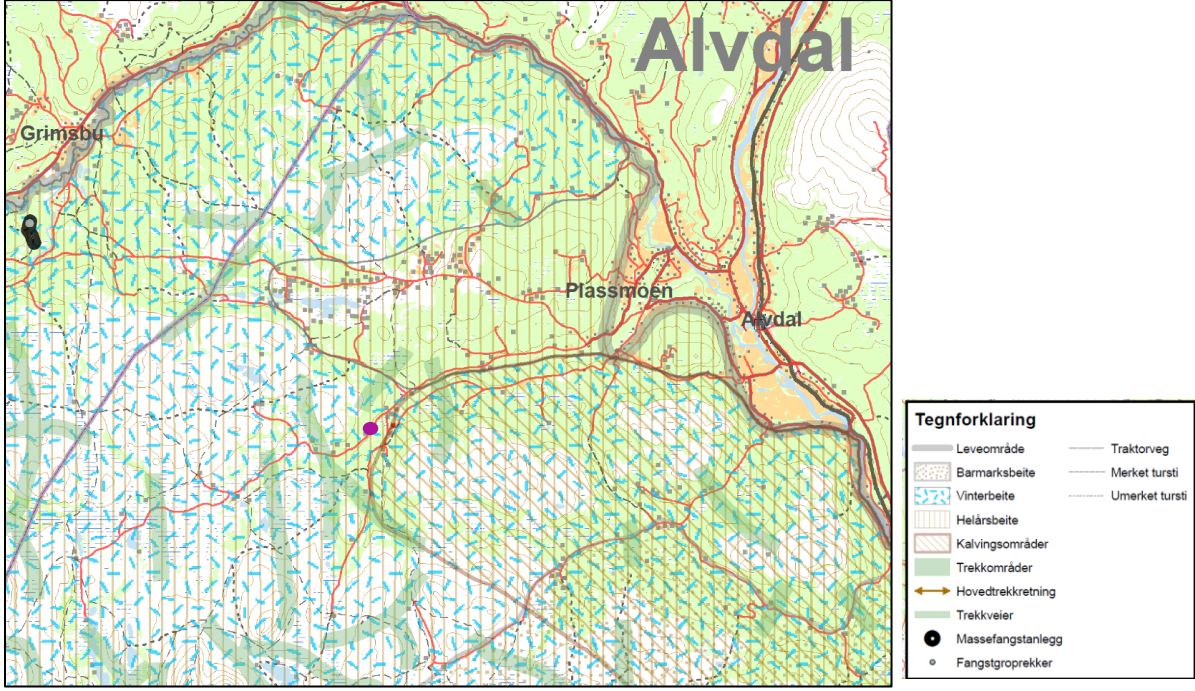 Alvdal
Grimsbu
Plassmoen
Alvdal
Tegnforklaring
Leveområde
Barmarksbeite
Vinterbeite
Helårsbeite
Kalvingsområder
Trekkområder
Hovedtrekkretning
Trekkveier
Massefangstanlegg
Fangstgroprekker
Traktorveg
Merket tursti
Umerket tursti